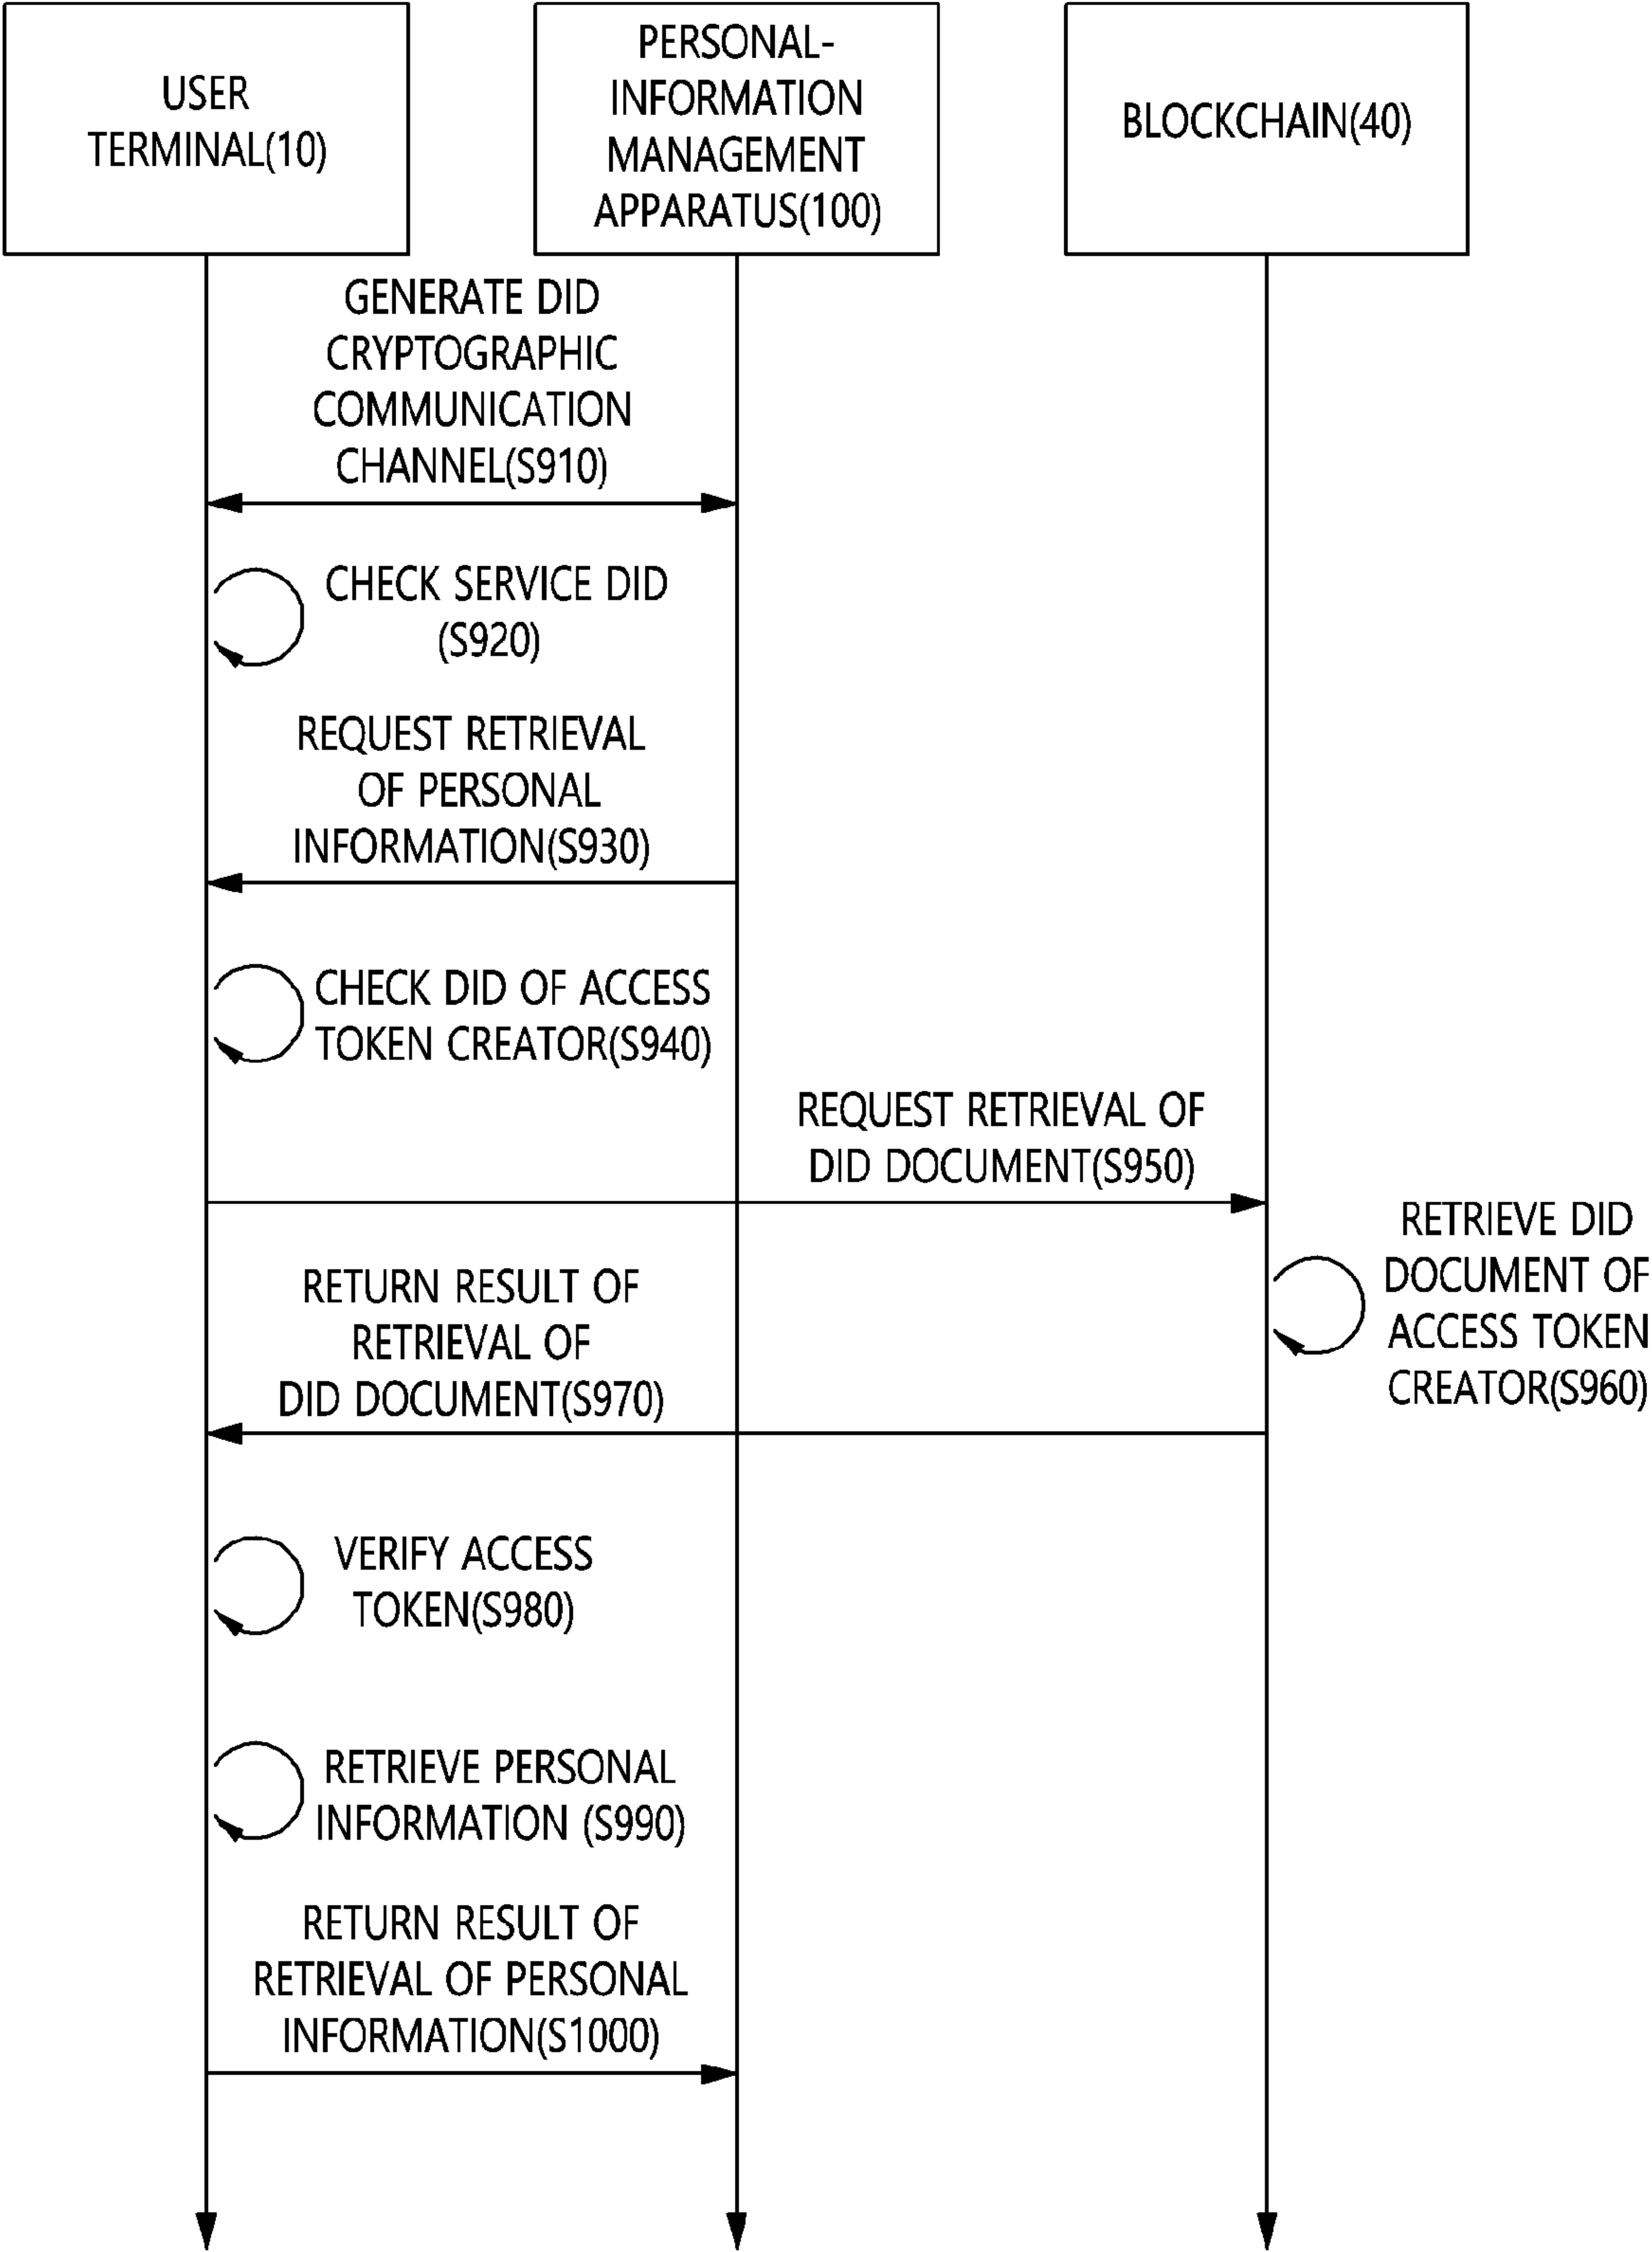 USER
TERMINAL(10)
PERSONAL-
INFORMATION
MANAGEMENT
APPARATUS(100)
BLOCKCHAIN(40)
GENERATE DID
CRYPTOGRAPHIC
COMMUNICATION
CHANNEL(S910)
CHECK SERVICE DID
(S920)
REQUEST RETRIEVAL
OF PERSONAL
INFORMATION(S930)
CHECK DID OF ACCESS
TOKEN CREATOR(S940)
REQUEST RETRIEVAL OF
DID DOCUMENT(S950)
RETRIEVE DID
DOCUMENT OF
ACCESS TOKEN
CREATOR(S960)
RETURN RESULT OF
RETRIEVAL OF
DID DOCUMENT(S970)
VERIFY ACCESS
TOKEN(S980)
RETRIEVE PERSONAL
INFORMATION (S990)
RETURN RESULT OF
RETRIEVAL OF PERSONAL
INFORMATION(S1000)